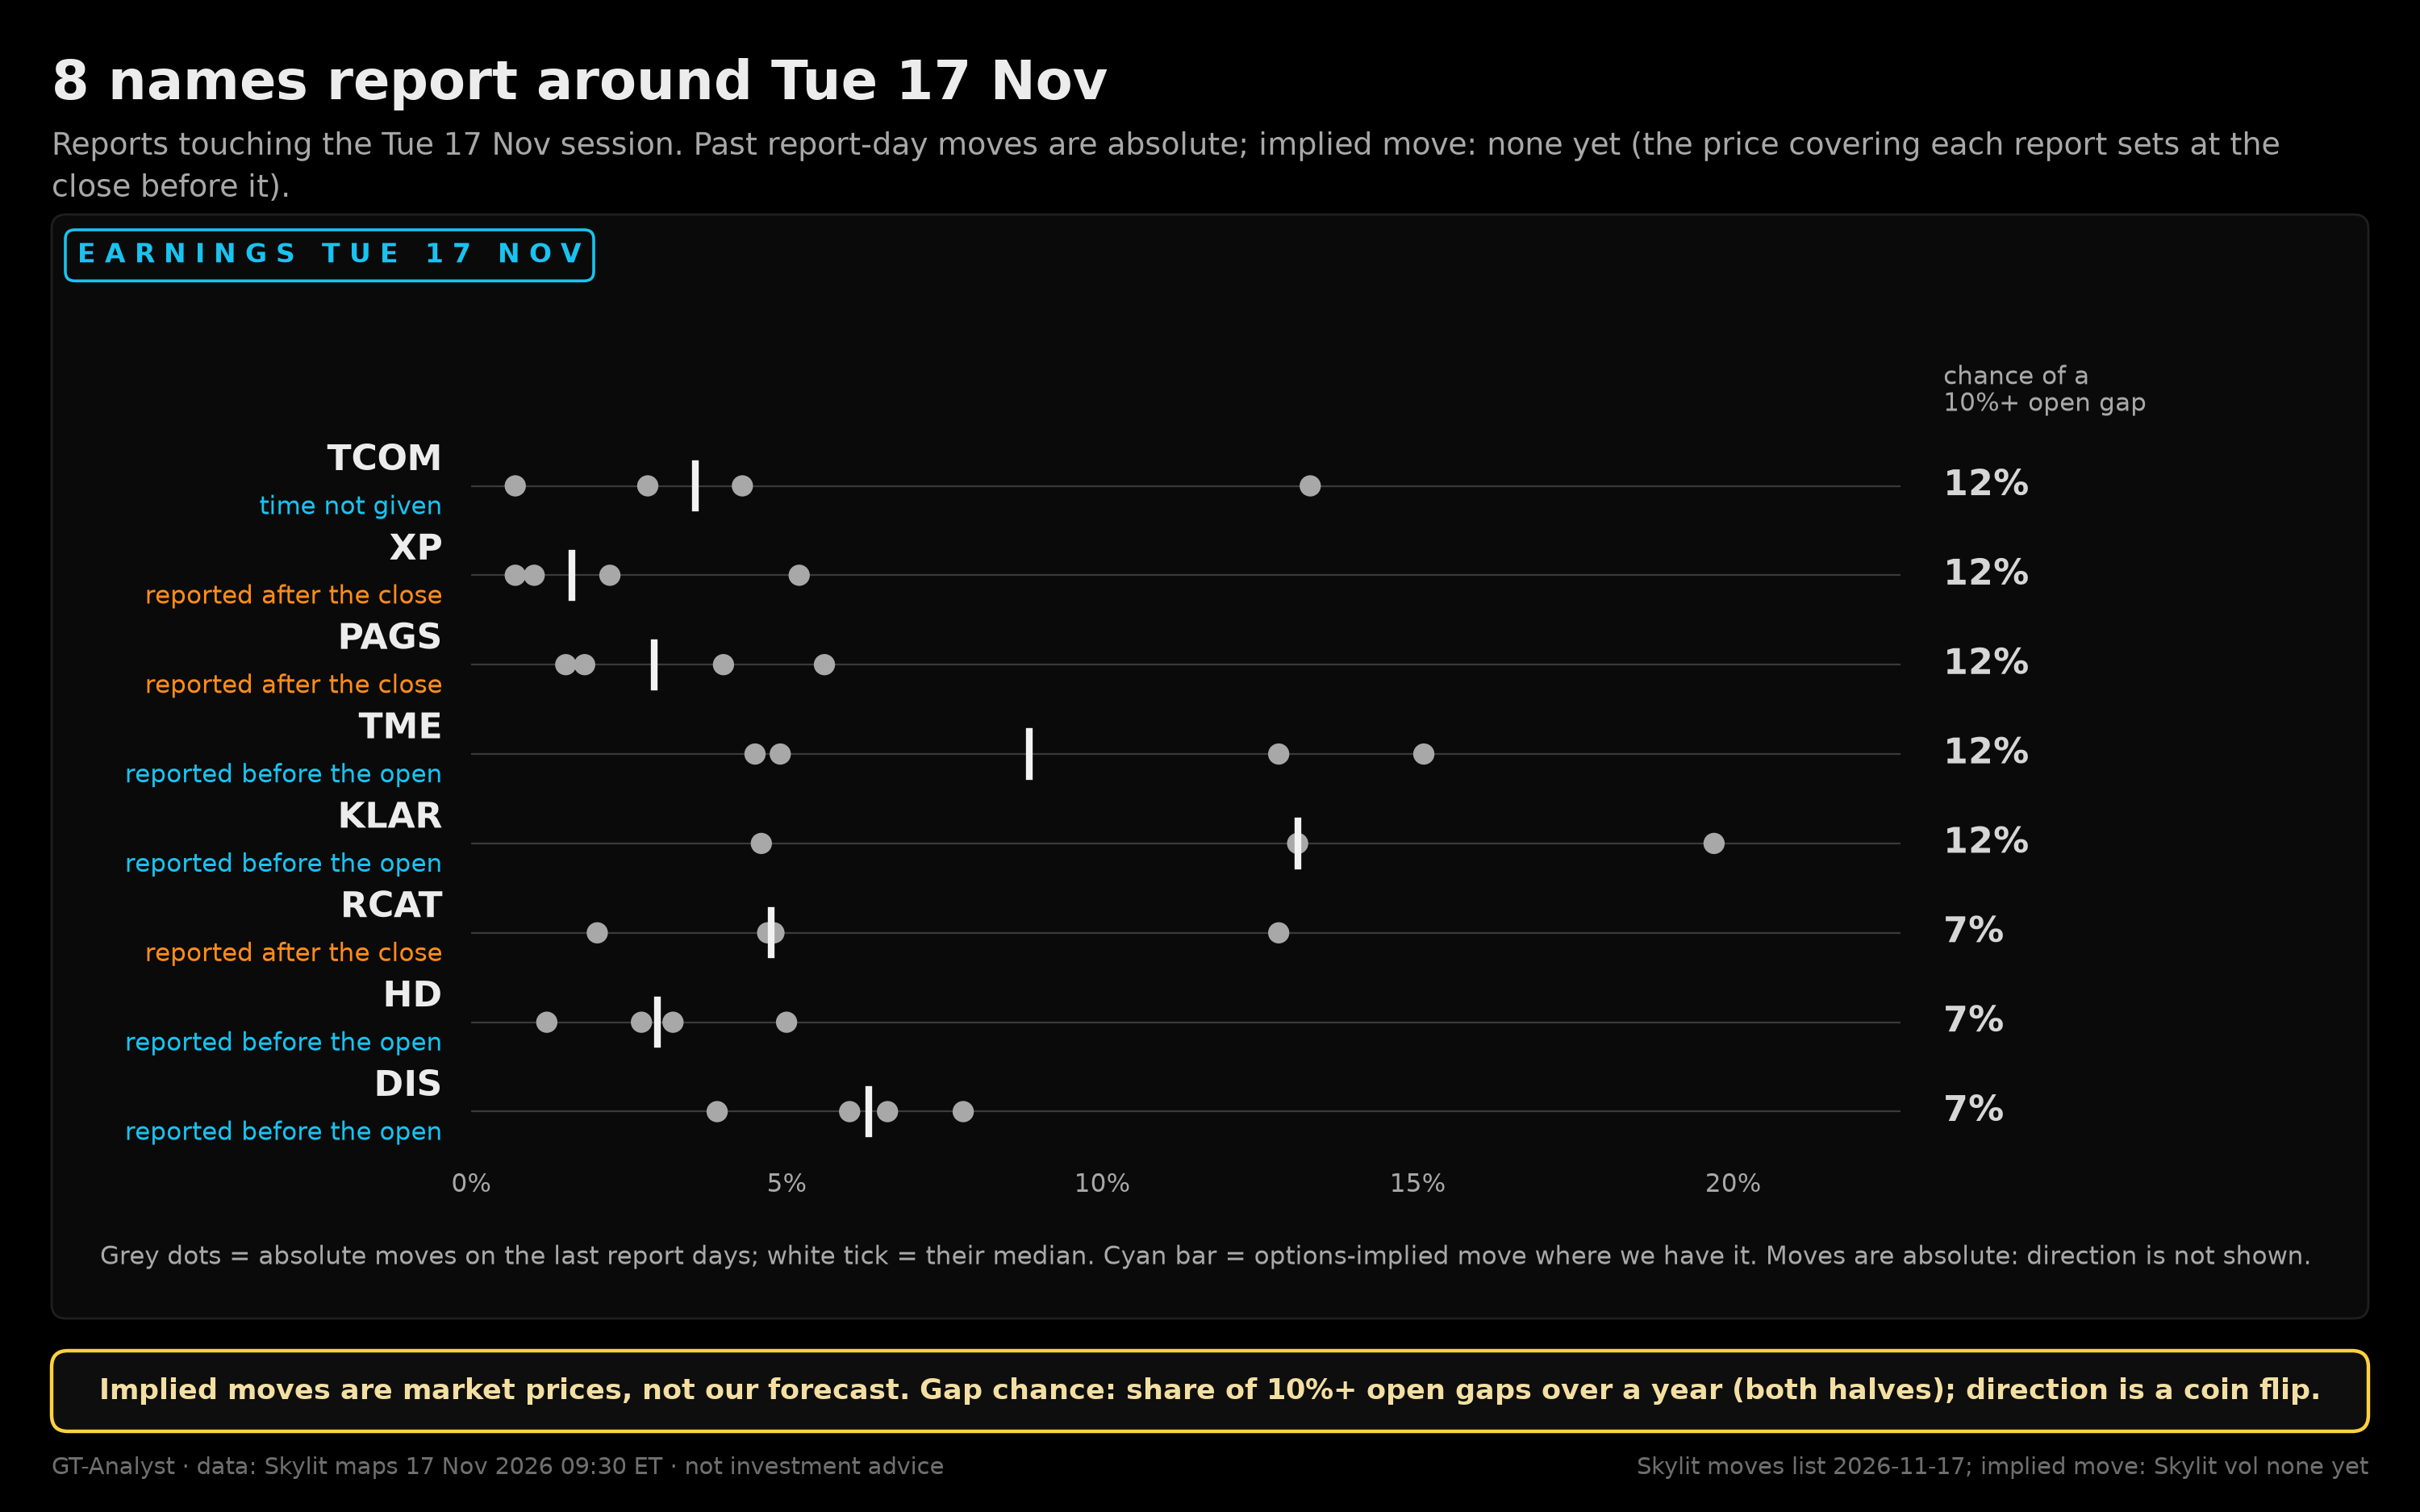 8 names report around Tue 17 Nov
Reports touching the Tue 17 Nov session. Past report-day moves are absolute; implied move: none yet (the price covering each report sets at the
close before it).
EARNINGS TUE 17 NOV
chance of a
10%+ open gap
TCOM
12%
time not given
XP
12%
reported after the close
PAGS
12%
reported after the close
TME
12%
reported before the open
KLAR
12%
reported before the open
RCAT
7%
reported after the close
HD
7%
reported before the open
DIS
7%
reported before the open
0% 5% 10% 15% 20%
Grey dots = absolute moves on the last report days; white tick = their median. Cyan bar = options-implied move where we have it. Moves are absolute: direction is not shown.
Implied moves are market prices, not our forecast. Gap chance: share of 10%+ open gaps over a year (both halves); direction is a coin flip.
GT-Analyst · data: Skylit maps 17 Nov 2026 09:30 ET · not investment advice
Skylit moves list 2026-11-17; implied move: Skylit vol none yet